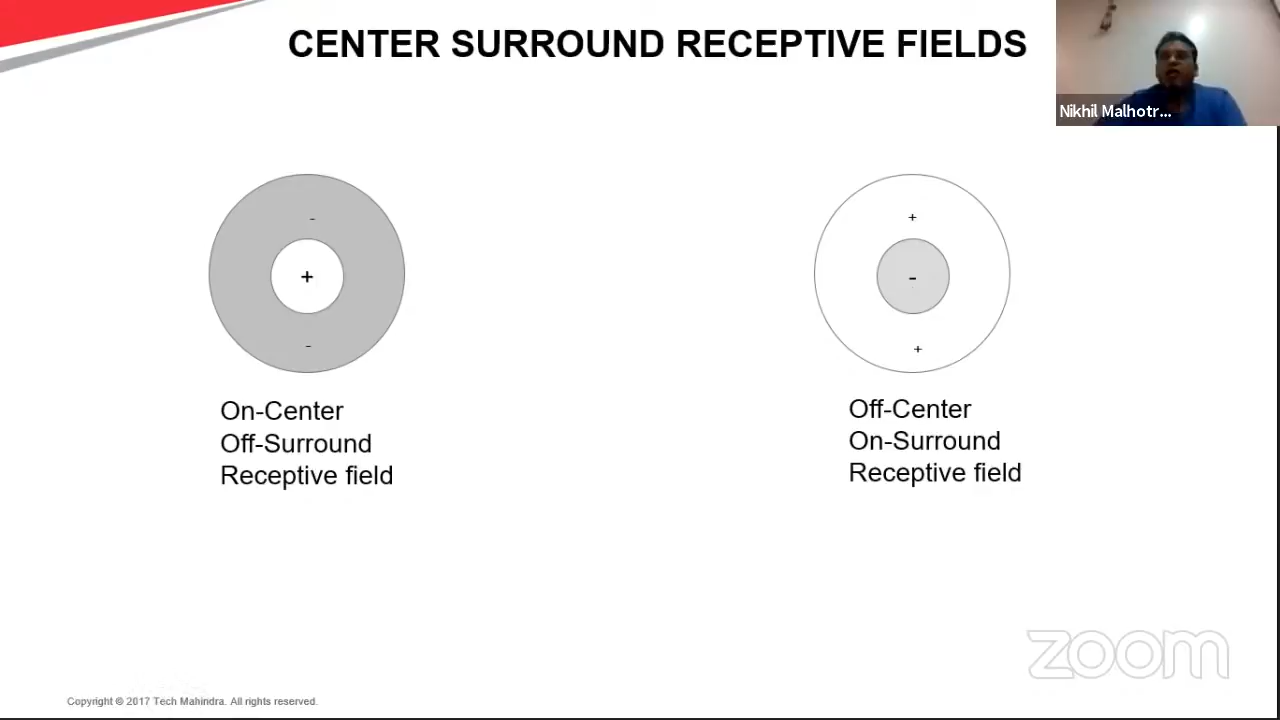 CENTER SURROUND RECEPTIVE FIELDS
Nikhil Malhotr...
-
+
-
+
-
+
On-Center
Off-Surround
Receptive field
Off-Center
On-Surround
Receptive field
zoom
Copyright © 2017 Tech Mahindra. All rights reserved.